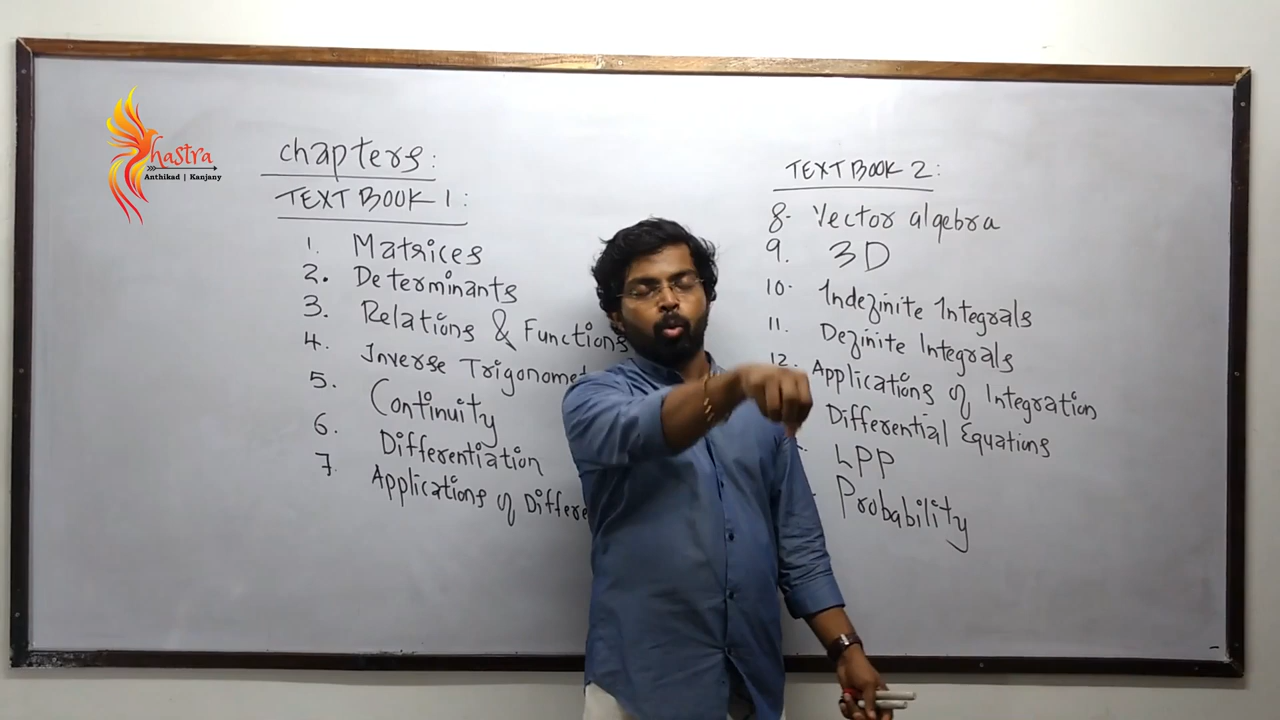 Shastra
Anthikad | Kanjany
chapters:
TEXT BOOK 1:
1. Matrices
2. Determinants
3. Relations & Functions
4. Inverse Trigonomet
5. Continuity
6. Differentiation
7. Applications of Differe
TEXT BOOK 2:
8. Vector algebra
9. 3D
10. Indefinite Integrals
11. Definite Integrals
12. Applications of Integration
Differential Equations
LPP
Probability